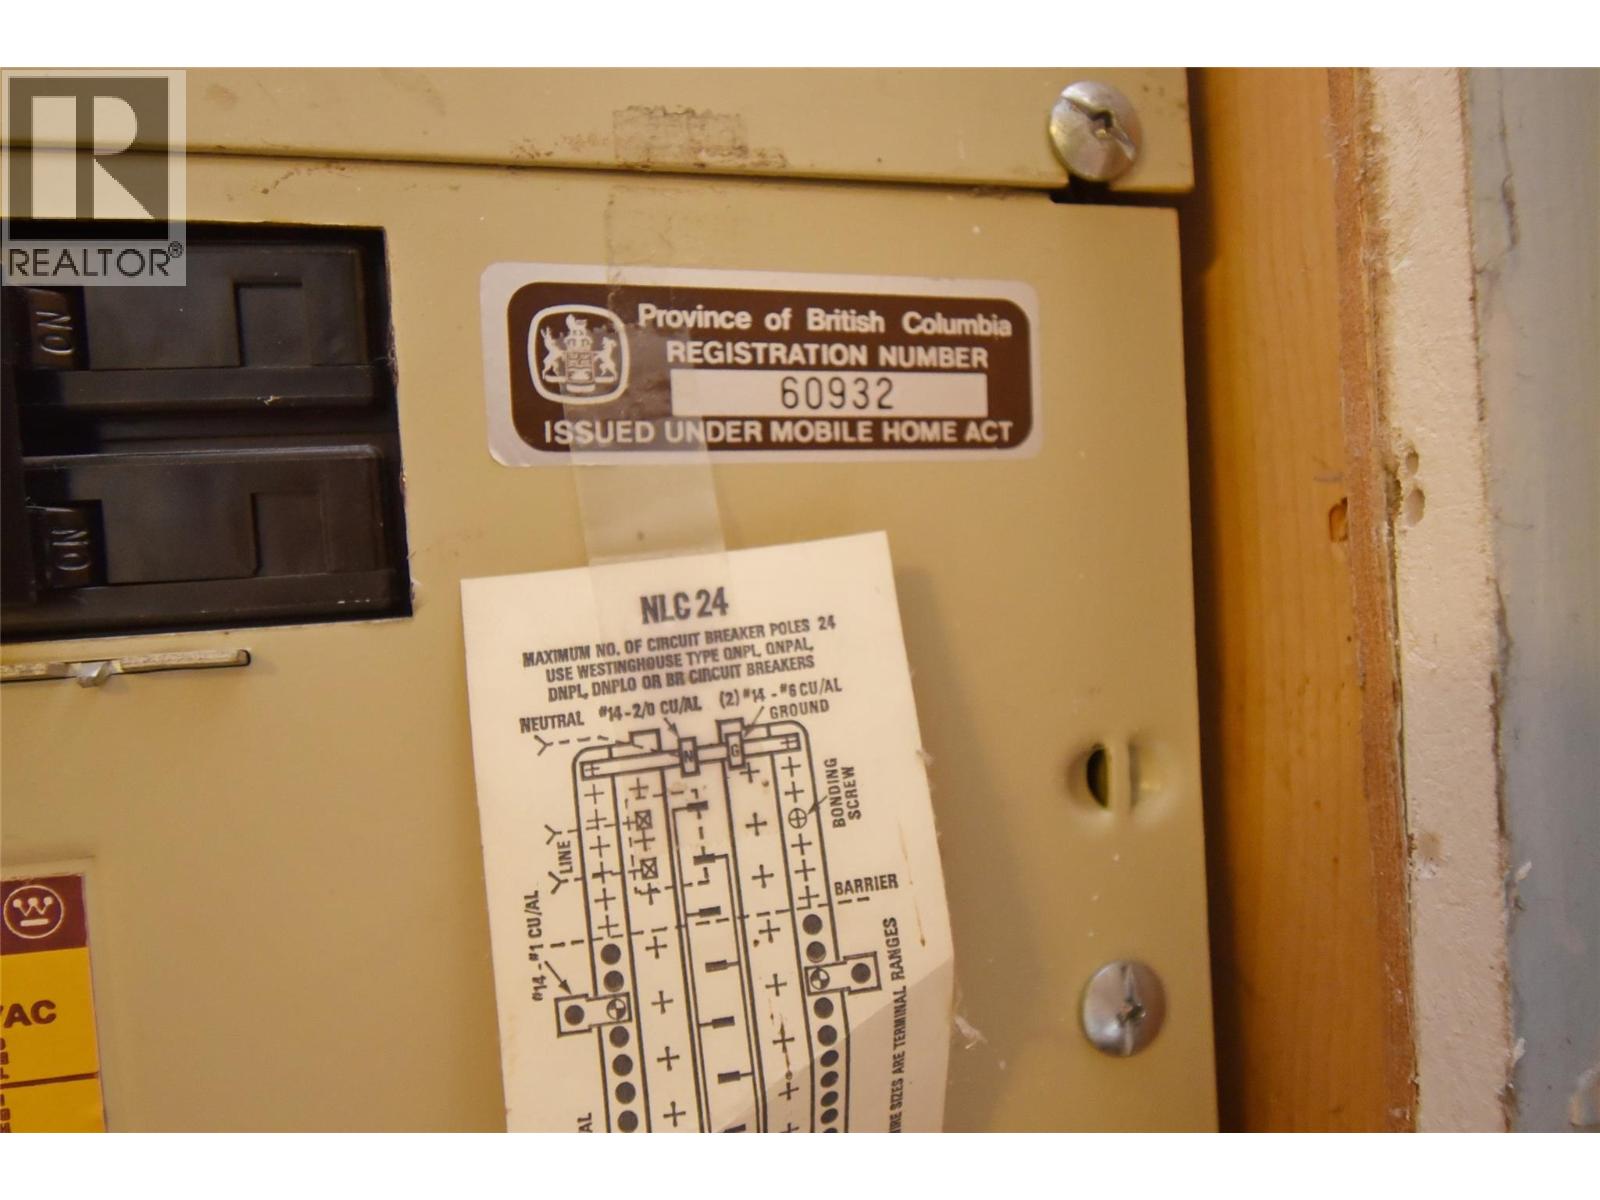 REALTOR®
ON
ON
Province of British Columbia
REGISTRATION NUMBER
60932
ISSUED UNDER MOBILE HOME ACT
NLC 24
MAXIMUM NO. OF CIRCUIT BREAKER POLES 24
USE WESTINGHOUSE TYPE QNPL, QNPAL,
DNPL, DNPLO OR BR CIRCUIT BREAKERS
NEUTRAL #14-2/0 CU/AL (2) #14 - #6 CU/AL
GROUND
N
G
BONDING
SCREW
LINE
BARRIER
#14 - #1 CU/AL
SIZES ARE TERMINAL RANGES
AC